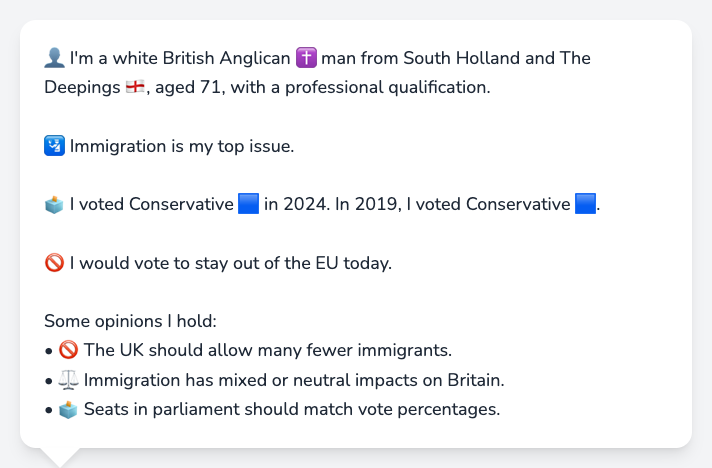 👤 I'm a white British Anglican ✝️ man from South Holland and The
Deepings 🏴󠁧󠁢󠁥󠁮󠁧󠁿, aged 71, with a professional qualification.
🛂 Immigration is my top issue.
🗳️ I voted Conservative 🟦 in 2024. In 2019, I voted Conservative 🟦.
🚫 I would vote to stay out of the EU today.
Some opinions I hold:
• 🚫 The UK should allow many fewer immigrants.
• ⚖️ Immigration has mixed or neutral impacts on Britain.
• 🗳️ Seats in parliament should match vote percentages.